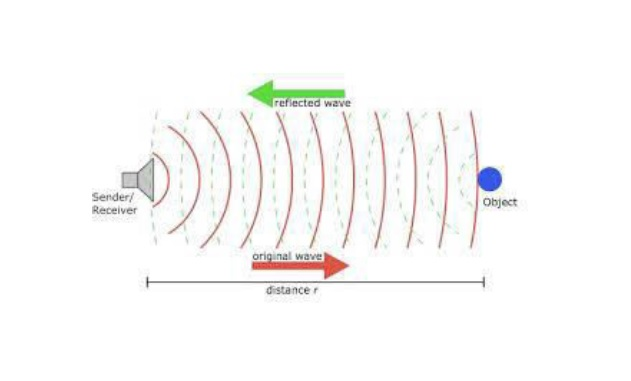 reflected wave
Sender/
Receiver
Object
original wave
distance r